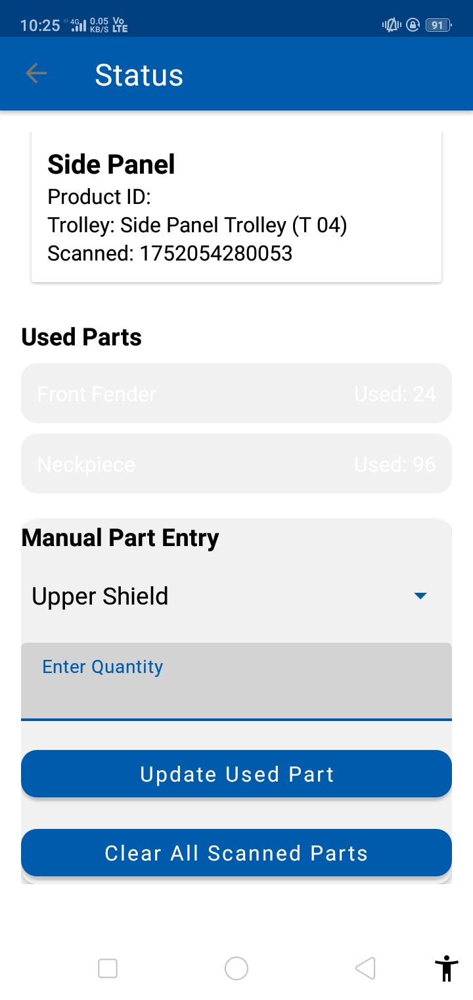 10:25 4G 0.05 KB/S Vo LTE 91
Status
Side Panel
Product ID:
Trolley: Side Panel Trolley (T 04)
Scanned: 1752054280053
Used Parts
Front Fender Used: 24
Neckpiece Used: 96
Manual Part Entry
Upper Shield
Enter Quantity
Update Used Part
Clear All Scanned Parts